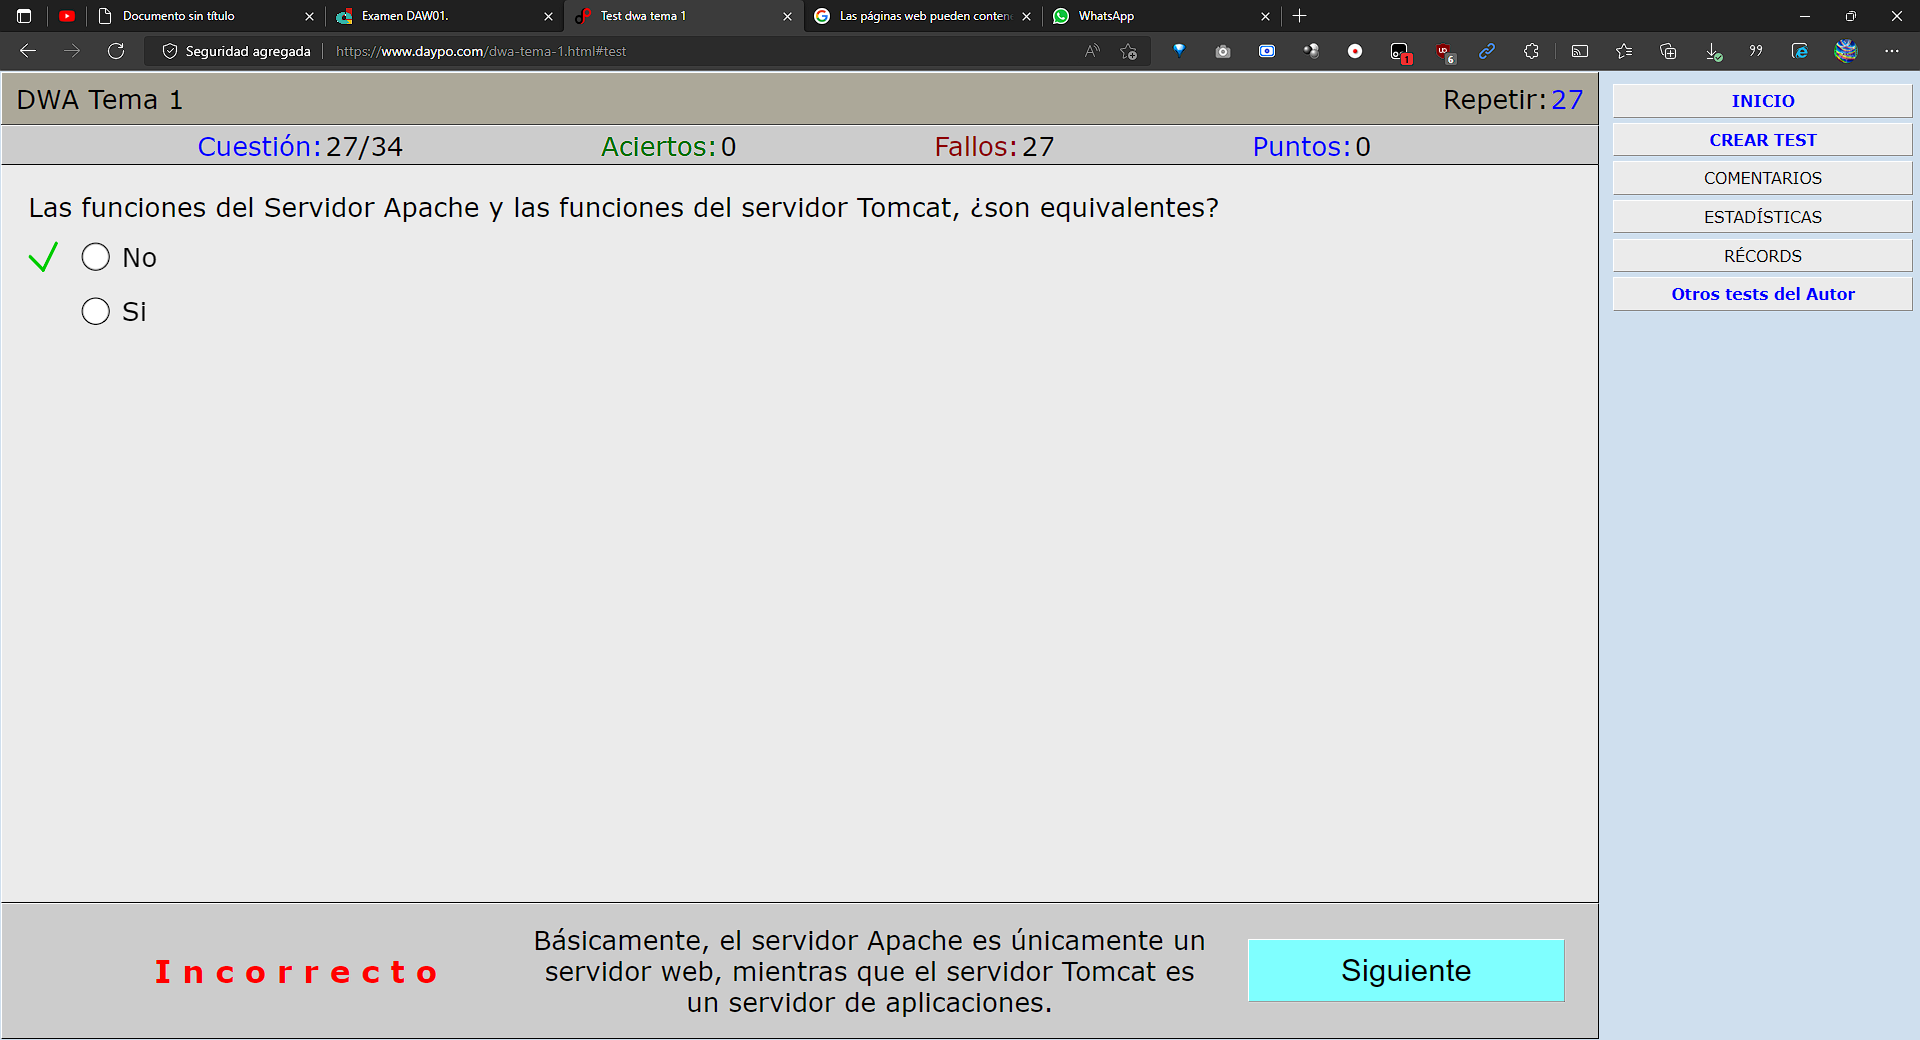 Documento sin título
Examen DAW01.
Test dwa tema 1
Las páginas web pueden conten
WhatsApp
Seguridad agregada
https://www.daypo.com/dwa-tema-1.html#test
1
6
DWA Tema 1
Repetir: 27
Cuestión: 27/34
Aciertos: 0
Fallos: 27
Puntos: 0
Las funciones del Servidor Apache y las funciones del servidor Tomcat, ¿son equivalentes?
No
Si
Incorrecto
Básicamente, el servidor Apache es únicamente un
servidor web, mientras que el servidor Tomcat es
un servidor de aplicaciones.
Siguiente
INICIO
CREAR TEST
COMENTARIOS
ESTADÍSTICAS
RÉCORDS
Otros tests del Autor